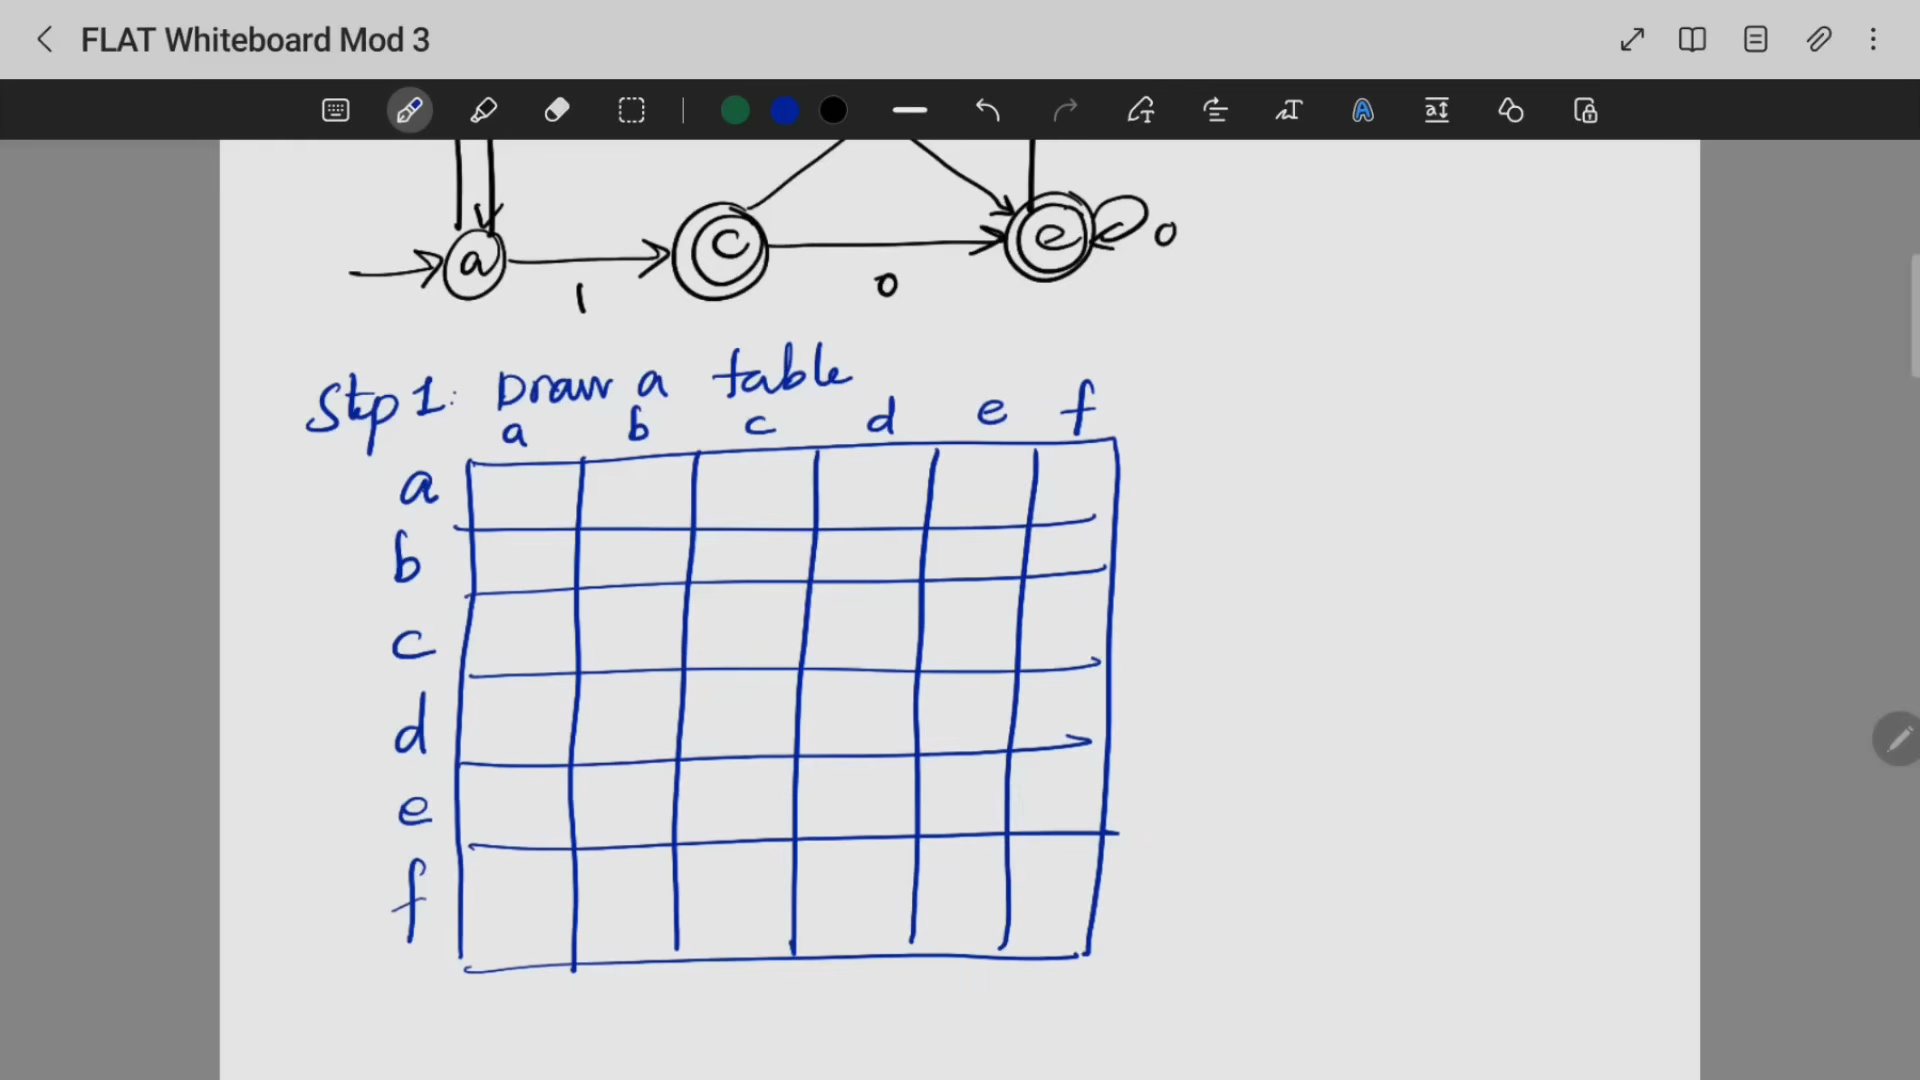 FLAT Whiteboard Mod 3
a 1 c 0 e 0
Step 1: Draw a table
a b c d e f
a
b
c
d
e
f